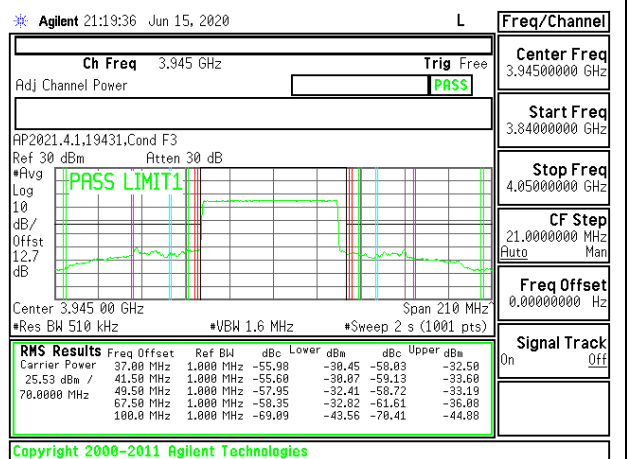 Agilent 21:19:36 Jun 15, 2020 L
Freq/Channel
Ch Freq 3.945 GHz Trig Free
Adj Channel Power PASS
AP2021.4.1,19431,Cond F3
Ref 30 dBm Atten 30 dB
#Avg
Log
10
dB/
Offst
12.7
dB
PASS LIMIT1
Center 3.945 00 GHz Span 210 MHz
#Res BW 510 kHz #VBW 1.6 MHz #Sweep 2 s (1001 pts)
RMS Results Freq Offset Ref BW dBc Lower dBm dBc Upper dBm
Carrier Power 37.00 MHz 1.000 MHz -55.98 -30.45 -58.03 -32.50
25.53 dBm / 41.50 MHz 1.000 MHz -55.60 -30.07 -59.13 -33.60
70.0000 MHz 49.50 MHz 1.000 MHz -57.95 -32.41 -58.72 -33.19
67.50 MHz 1.000 MHz -58.35 -32.82 -61.61 -36.08
100.0 MHz 1.000 MHz -69.09 -43.56 -70.41 -44.88
Center Freq
3.94500000 GHz
Start Freq
3.84000000 GHz
Stop Freq
4.05000000 GHz
CF Step
21.0000000 MHz
Auto Man
Freq Offset
0.00000000 Hz
Signal Track
On Off
Copyright 2000-2011 Agilent Technologies